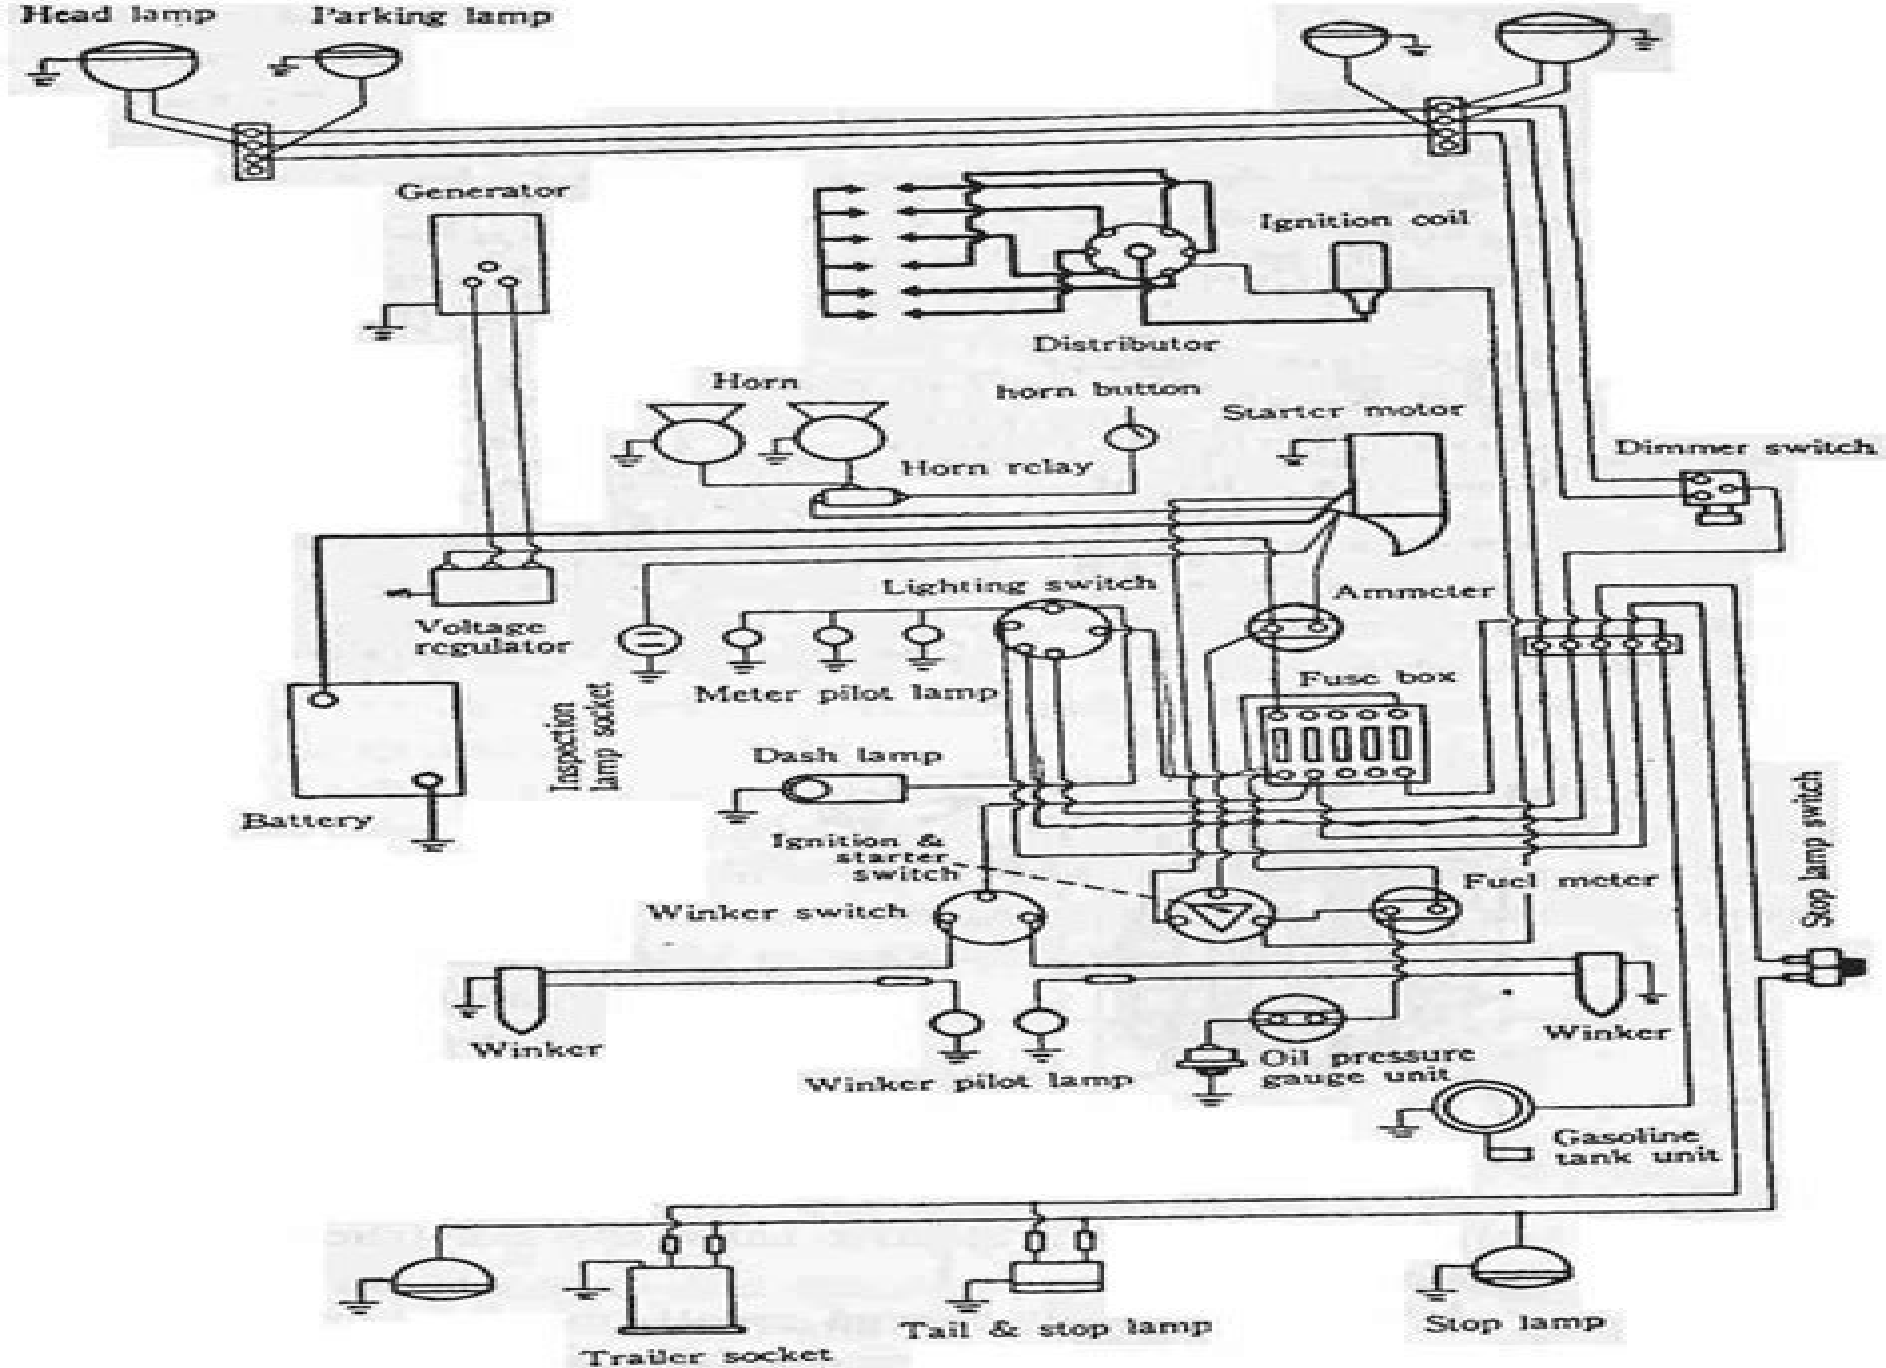 Head lamp
Parking lamp
Generator
Ignition coil
Distributor
Horn
horn button
Starter motor
Horn relay
Dimmer switch
Lighting switch
Ammeter
Voltage
regulator
Inspection
lamp socket
Meter pilot lamp
Fuse box
Dash lamp
Battery
Ignition &
starter
switch
Stop lamp switch
Fuel meter
Winker switch
Winker
Winker
Winker pilot lamp
Oil pressure
gauge unit
Gasoline
tank unit
Tail & stop lamp
Stop lamp
Trailer socket